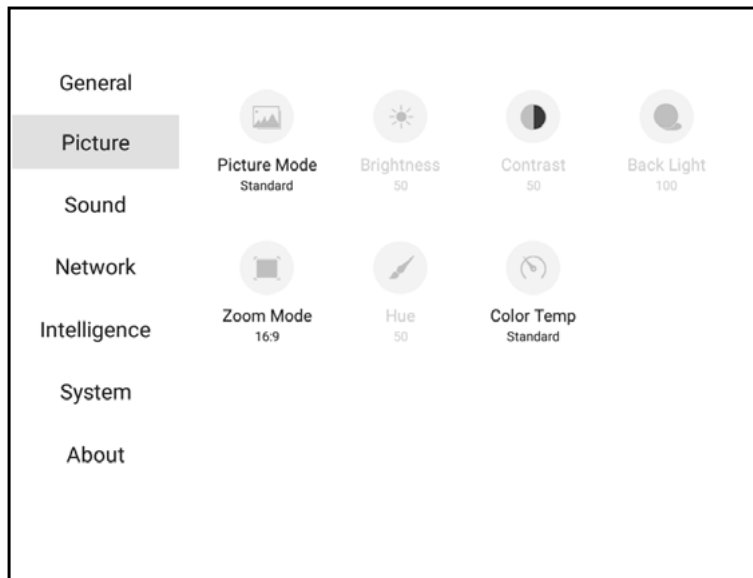 General
Picture
Sound
Network
Intelligence
System
About
Picture Mode
Standard
Brightness
50
Contrast
50
Back Light
100
Zoom Mode
16:9
Hue
50
Color Temp
Standard